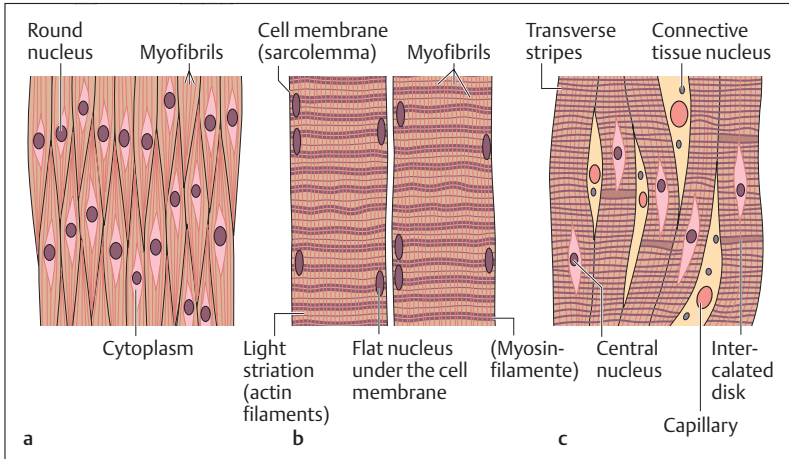 Round
nucleus
Myofibrils
Cell membrane
(sarcolemma)
Myofibrils
Transverse
stripes
Connective
tissue nucleus
Cytoplasm
Light
striation
(actin
filaments)
Flat nucleus
under the cell
membrane
(Myosin-
filamente)
Central
nucleus
Inter-
calated
disk
Capillary
a
b
c